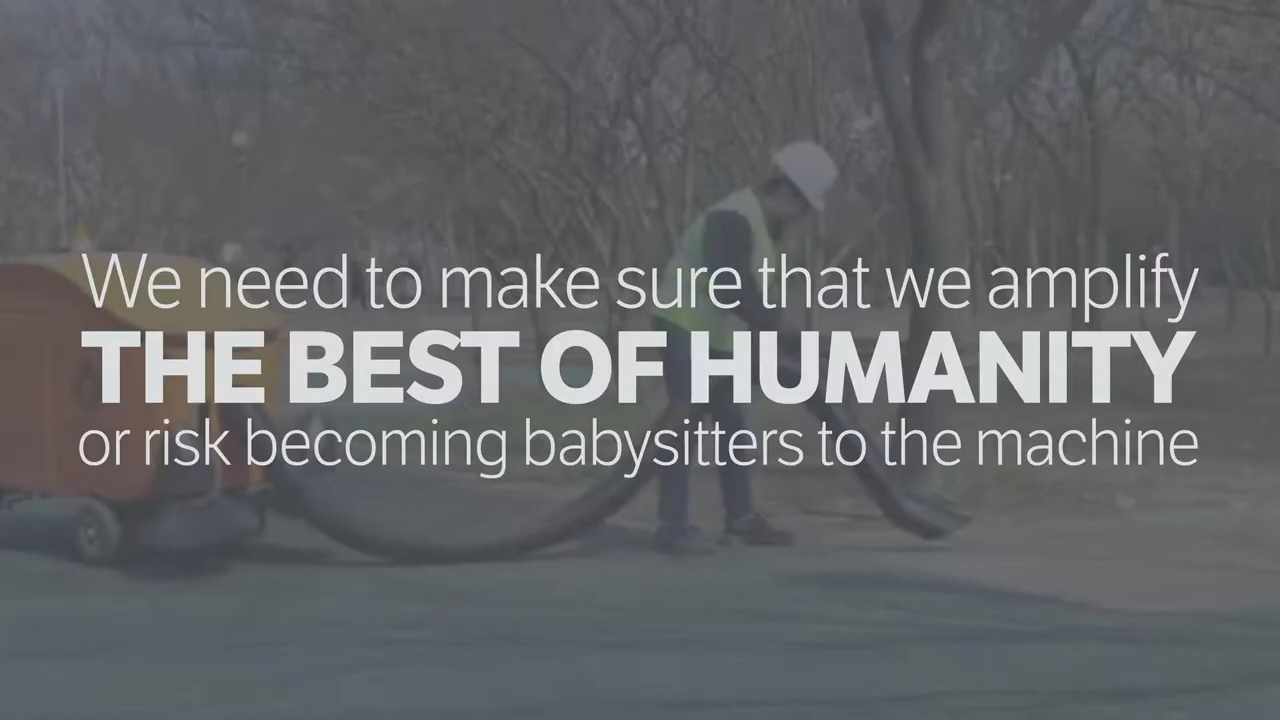 We need to make sure that we amplify
THE BEST OF HUMANITY
or risk becoming babysitters to the machine